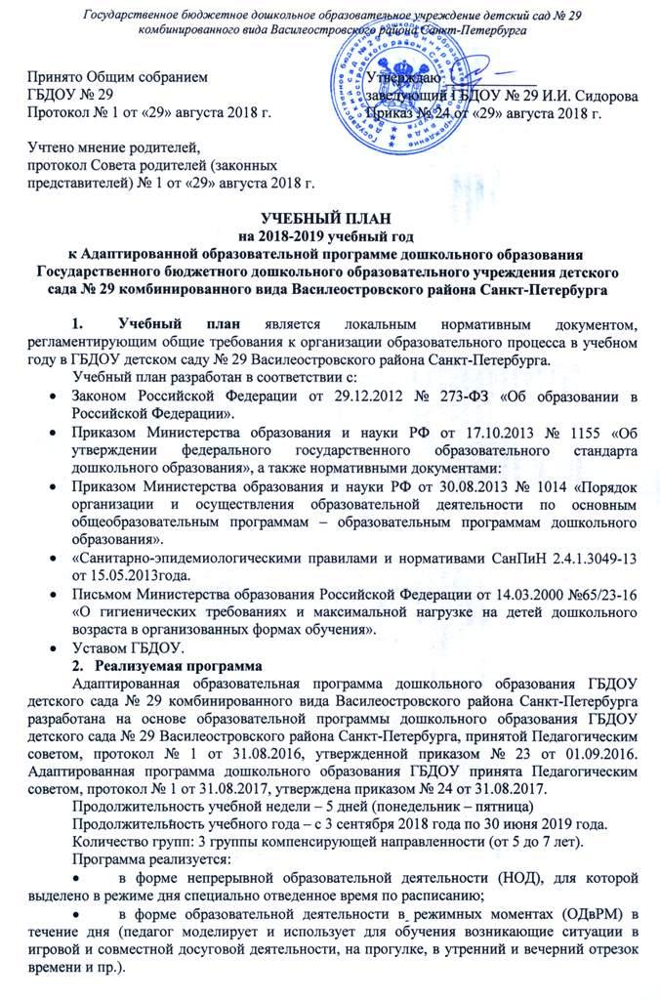 Государственное бюджетное дошкольное образовательное учреждение детский сад № 29
комбинированного вида Василеостровского района Санкт-Петербурга
Принято Общим собранием
ГБДОУ № 29
Протокол № 1 от «29» августа 2018 г.
Утверждаю
заведующий ГБДОУ № 29 И.И. Сидорова
Приказ № 24 от «29» августа 2018 г.
Учтено мнение родителей,
протокол Совета родителей (законных
представителей) № 1 от «29» августа 2018 г.
УЧЕБНЫЙ ПЛАН
на 2018-2019 учебный год
к Адаптированной образовательной программе дошкольного образования
Государственного бюджетного дошкольного образовательного учреждения детского
сада № 29 комбинированного вида Василеостровского района Санкт-Петербурга
1. Учебный план является локальным нормативным документом,
регламентирующим общие требования к организации образовательного процесса в учебном
году в ГБДОУ детском саду № 29 Василеостровского района Санкт-Петербурга.
Учебный план разработан в соответствии с:
• Законом Российской Федерации от 29.12.2012 № 273-ФЗ «Об образовании в
Российской Федерации».
• Приказом Министерства образования и науки РФ от 17.10.2013 № 1155 «Об
утверждении федерального государственного образовательного стандарта
дошкольного образования», а также нормативными документами:
• Приказом Министерства образования и науки РФ от 30.08.2013 № 1014 «Порядок
организации и осуществления образовательной деятельности по основным
общеобразовательным программам – образовательным программам дошкольного
образования».
• «Санитарно-эпидемиологическими правилами и нормативами СанПиН 2.4.1.3049-13
от 15.05.2013года.
• Письмом Министерства образования Российской Федерации от 14.03.2000 №65/23-16
«О гигиенических требованиях и максимальной нагрузке на детей дошкольного
возраста в организованных формах обучения».
• Уставом ГБДОУ.
2. Реализуемая программа
Адаптированная образовательная программа дошкольного образования ГБДОУ
детского сада № 29 комбинированного вида Василеостровского района Санкт-Петербурга
разработана на основе образовательной программы дошкольного образования ГБДОУ
детского сада № 29 Василеостровского района Санкт-Петербурга, принятой Педагогическим
советом, протокол № 1 от 31.08.2016, утвержденной приказом № 23 от 01.09.2016.
Адаптированная программа дошкольного образования ГБДОУ принята Педагогическим
советом, протокол № 1 от 31.08.2017, утверждена приказом № 24 от 31.08.2017.
Продолжительность учебной недели – 5 дней (понедельник – пятница)
Продолжительность учебного года – с 3 сентября 2018 года по 30 июня 2019 года.
Количество групп: 3 группы компенсирующей направленности (от 5 до 7 лет).
Программа реализуется:
• в форме непрерывной образовательной деятельности (НОД), для которой
выделено в режиме дня специально отведенное время по расписанию;
• в форме образовательной деятельности в режимных моментах (ОДвРМ) в
течение дня (педагог моделирует и использует для обучения возникающие ситуации в
игровой и совместной досуговой деятельности, на прогулке, в утренний и вечерний отрезок
времени и пр.).